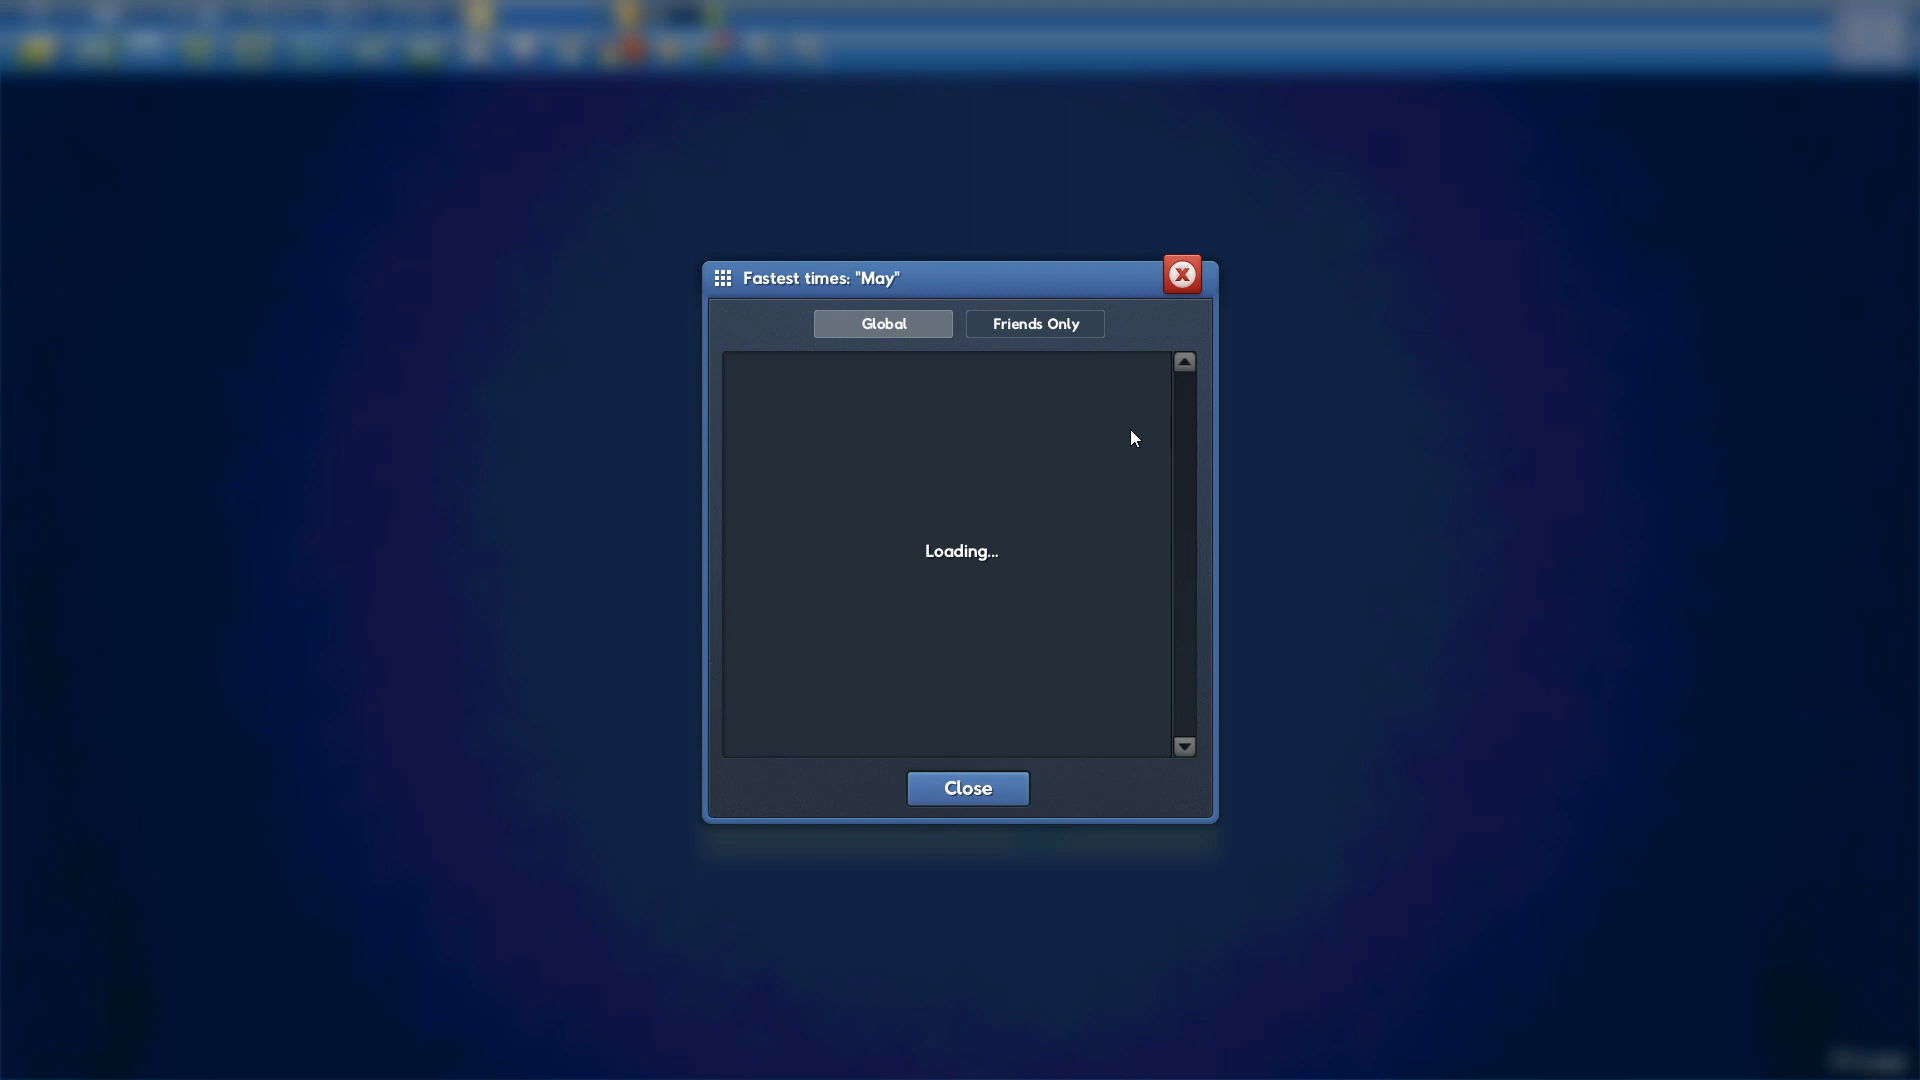 Fastest times: "May"
Global
Friends Only
Loading...
Close